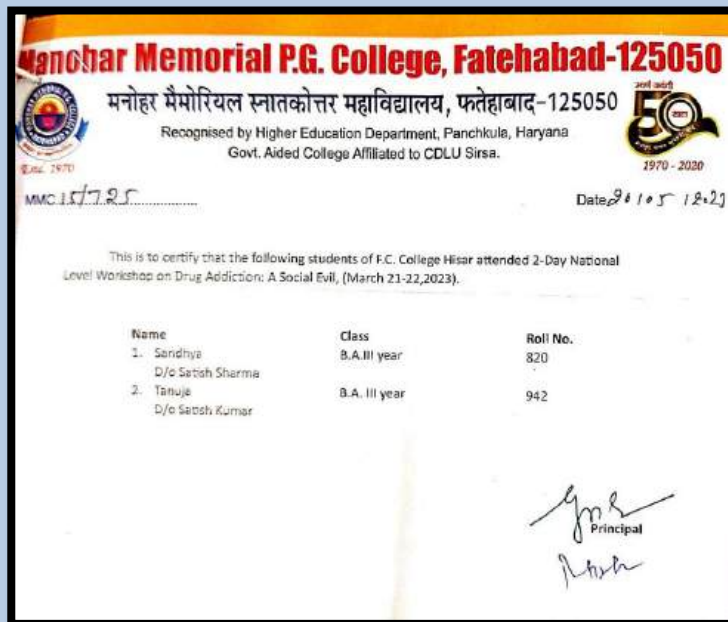 Manohar Memorial P.G. College, Fatehabad-125050
मनोहर मैमोरियल स्नातकोत्तर महाविद्यालय, फतेहाबाद-125050
Recognised by Higher Education Department, Panchkula, Haryana
Govt. Aided College Affiliated to CDLU Sirsa.
Estd. 1970
50
1970 - 2020
MMC 15/725
Date
This is to certify that the following students of F.C. College Hisar attended 2-Day National
Level Workshop on Drug Addiction: A Social Evil, (March 21-22,2023).
Name Class Roll No.
1. Sandhya B.A.III year 820
D/o Satish Sharma
2. Tanuja B.A. III year 942
D/o Satish Kumar
Principal